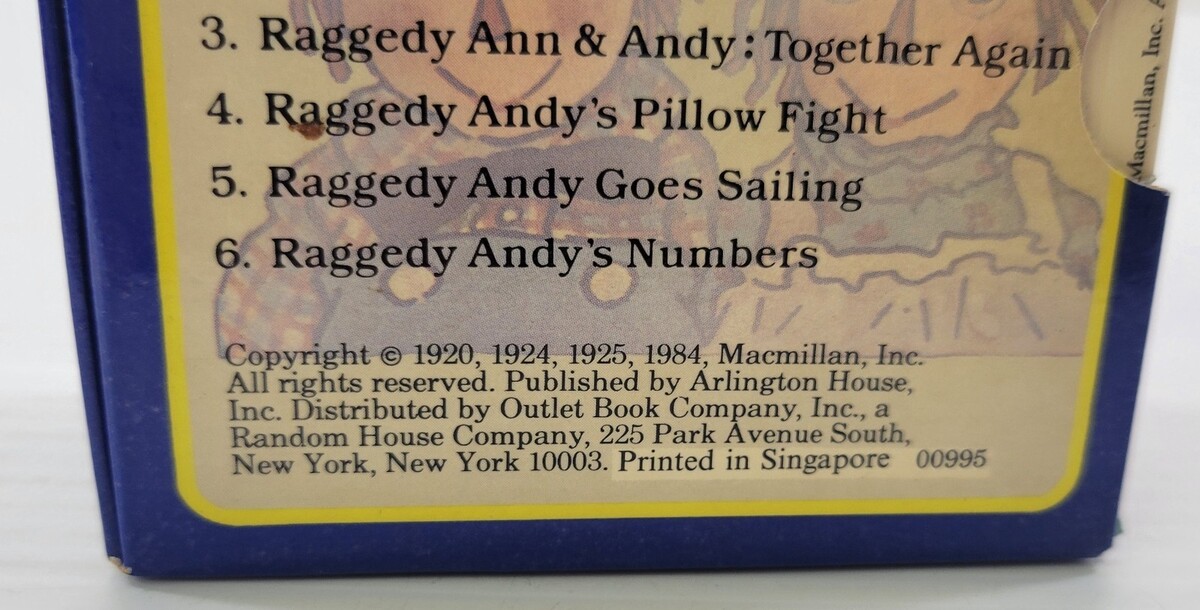 3. Raggedy Ann & Andy: Together Again
4. Raggedy Andy's Pillow Fight
5. Raggedy Andy Goes Sailing
6. Raggedy Andy's Numbers
Copyright © 1920, 1924, 1925, 1984, Macmillan, Inc.
All rights reserved. Published by Arlington House,
Inc. Distributed by Outlet Book Company, Inc., a
Random House Company, 225 Park Avenue South,
New York, New York 10003. Printed in Singapore 00995
Macmillan, Inc.